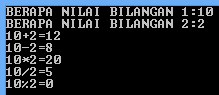 BERAPA NILAI BILANGAN 1:10
BERAPA NILAI BILANGAN 2:2
10+2=12
10-2=8
10*2=20
10/2=5
10%2=0